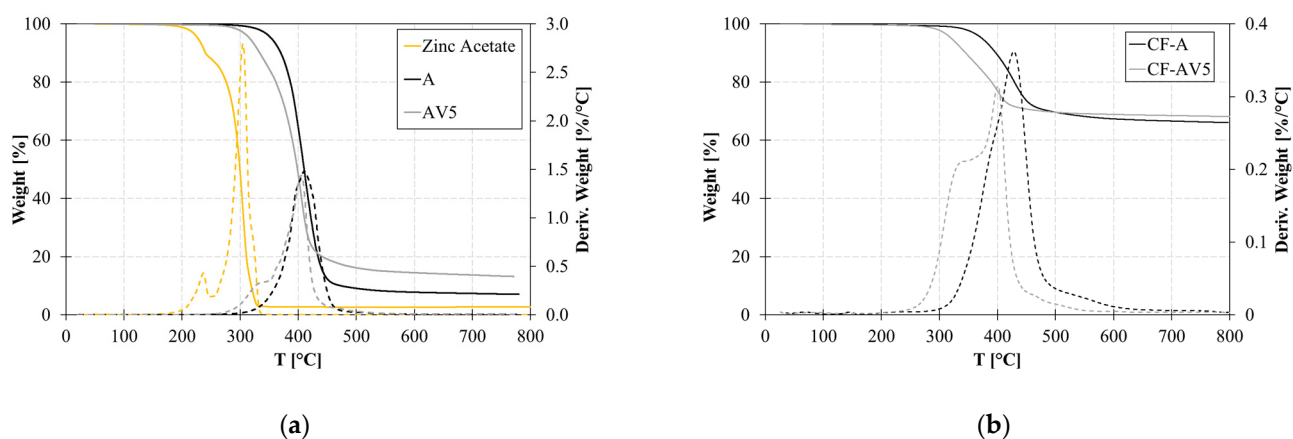 100
80
60
40
20
0
Weight [%]
0 100 200 300 400 500 600 700 800
T [°C]
3.0
2.5
2.0
1.5
1.0
0.5
0.0
Deriv. Weight [%/°C]
Zinc Acetate
A
AV5
(a)
100
80
60
40
20
0
Weight [%]
0 100 200 300 400 500 600 700 800
T [°C]
0.4
0.3
0.2
0.1
0
Deriv. Weight [%/°C]
CF-A
CF-AV5
(b)